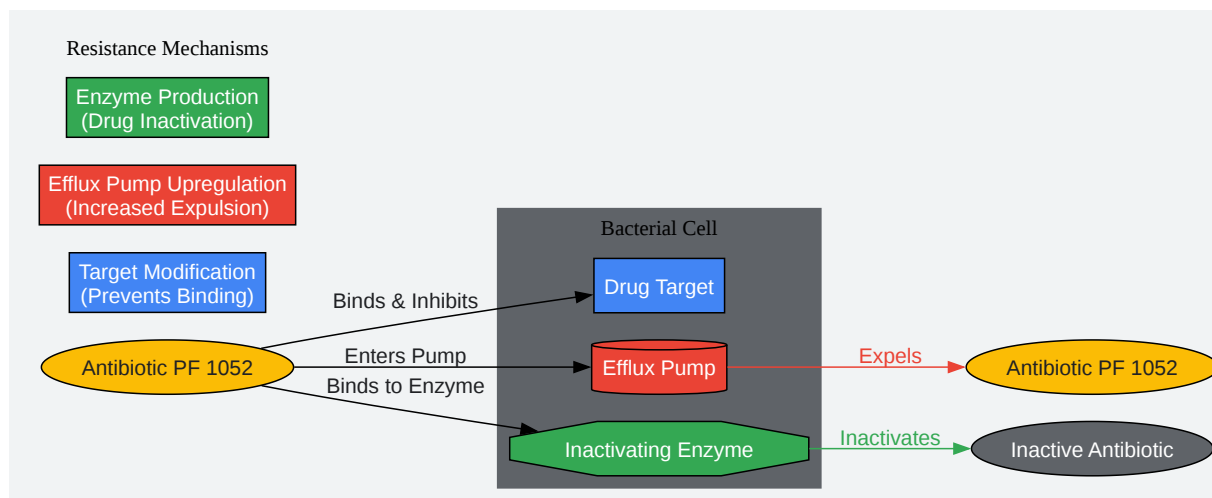 Resistance Mechanisms
Enzyme Production
(Drug Inactivation)
Efflux Pump Upregulation
(Increased Expulsion)
Target Modification
(Prevents Binding)
Antibiotic PF 1052
Binds & Inhibits
Enters Pump
Binds to Enzyme
Bacterial Cell
Drug Target
Efflux Pump
Inactivating Enzyme
Expels
Inactivates
Antibiotic PF 1052
Inactive Antibiotic